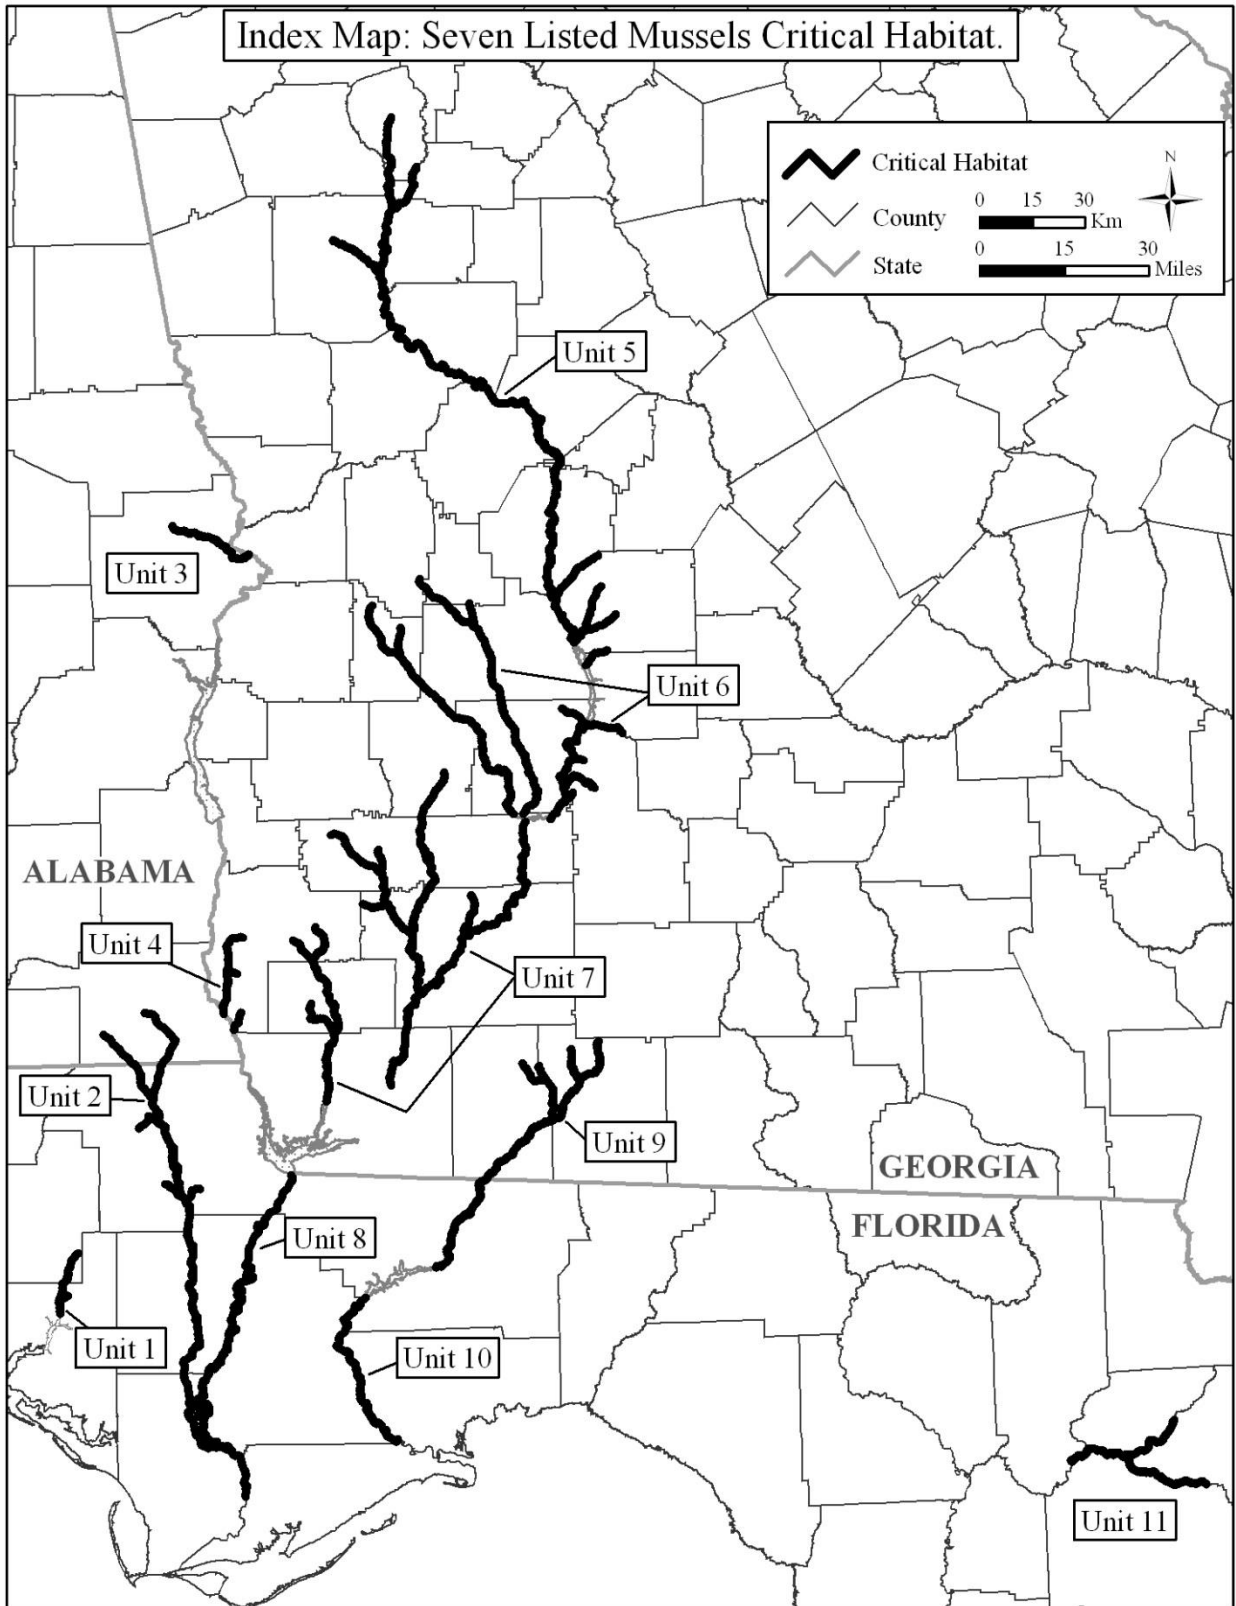 Index Map: Seven Listed Mussels Critical Habitat.
Critical Habitat
County
State
N
0 15 30
Km
0 15 30
Miles
Unit 5
Unit 3
Unit 6
ALABAMA
Unit 4
Unit 7
Unit 2
Unit 9
GEORGIA
FLORIDA
Unit 8
Unit 1
Unit 10
Unit 11